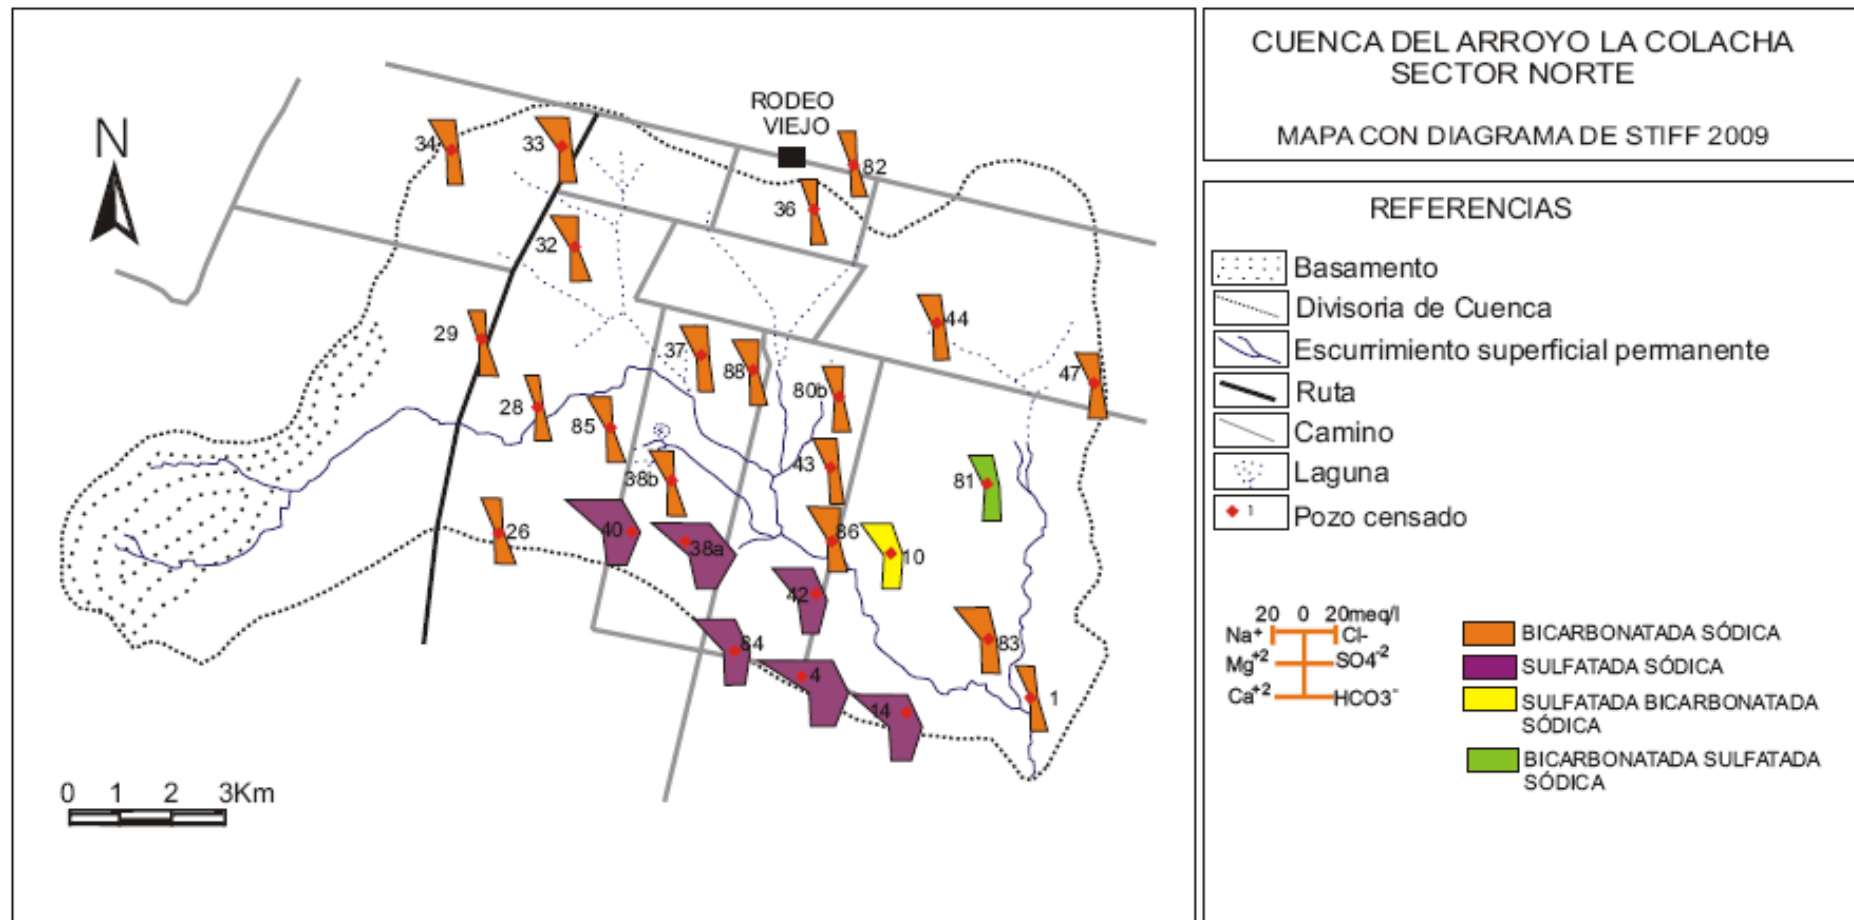 CUENCA DEL ARROYO LA COLACHA
SECTOR NORTE
MAPA CON DIAGRAMA DE STIFF 2009
N
RODEO
VIEJO
34
33
82
36
32
29
44
37
88
80b
47
28
85
43
38b
81
26
40
38a
86
10
42
84
4
83
14
1
0 1 2 3Km
REFERENCIAS
Basamento
Divisoria de Cuenca
Escurrimiento superficial permanente
Ruta
Camino
Laguna
1 Pozo censado
20 0 20meq/l
Na+ Cl-
Mg+2 SO4-2
Ca+2 HCO3-
BICARBONATADA SÓDICA
SULFATADA SÓDICA
SULFATADA BICARBONATADA
SÓDICA
BICARBONATADA SULFATADA
SÓDICA